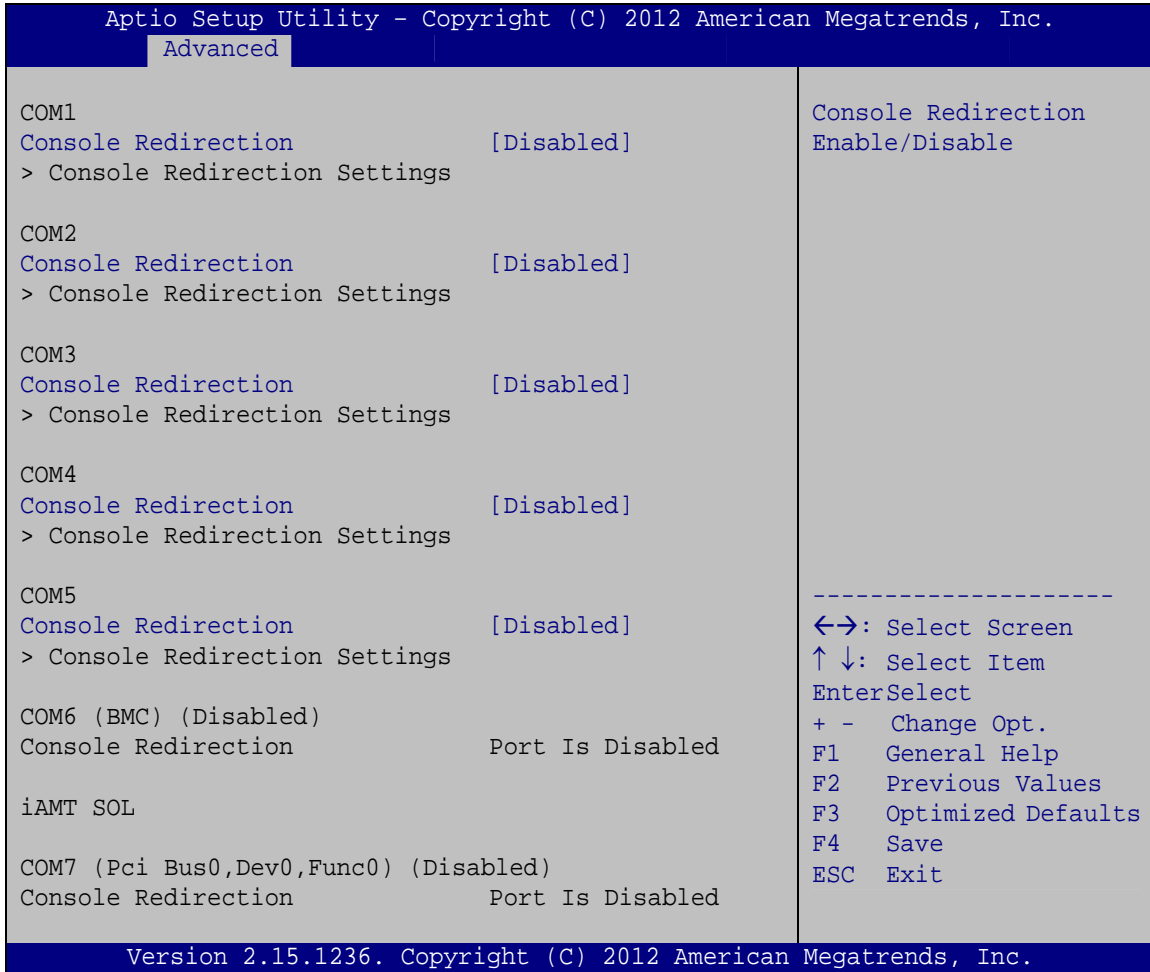 Aptio Setup Utility – Copyright (C) 2012 American Megatrends, Inc.
Advanced
COM1
Console Redirection [Disabled]
> Console Redirection Settings
COM2
Console Redirection [Disabled]
> Console Redirection Settings
COM3
Console Redirection [Disabled]
> Console Redirection Settings
COM4
Console Redirection [Disabled]
> Console Redirection Settings
COM5
Console Redirection [Disabled]
> Console Redirection Settings
COM6 (BMC) (Disabled)
Console Redirection Port Is Disabled
iAMT SOL
COM7 (Pci Bus0,Dev0,Func0) (Disabled)
Console Redirection Port Is Disabled
Console Redirection
Enable/Disable
---------------------
←→: Select Screen
↑ ↓: Select Item
EnterSelect
+ - Change Opt.
F1 General Help
F2 Previous Values
F3 Optimized Defaults
F4 Save
ESC Exit
Version 2.15.1236. Copyright (C) 2012 American Megatrends, Inc.